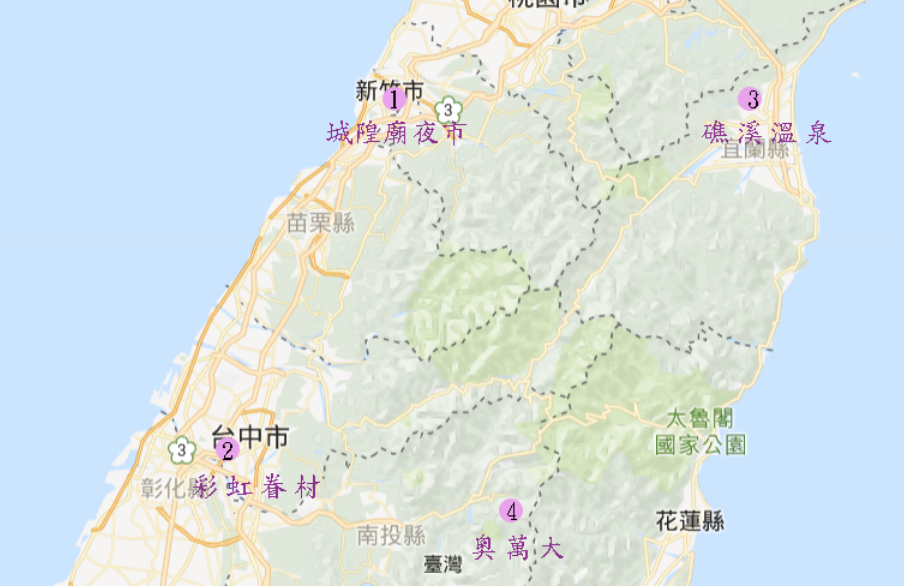 桃園市
新竹市
1
3
3
城隍廟夜市
礁溪溫泉
宜蘭縣
苗栗縣
太魯閣
國家公園
台中市
3
2
彰化縣
彩虹眷村
4
花蓮縣
南投縣
奧萬大
臺灣